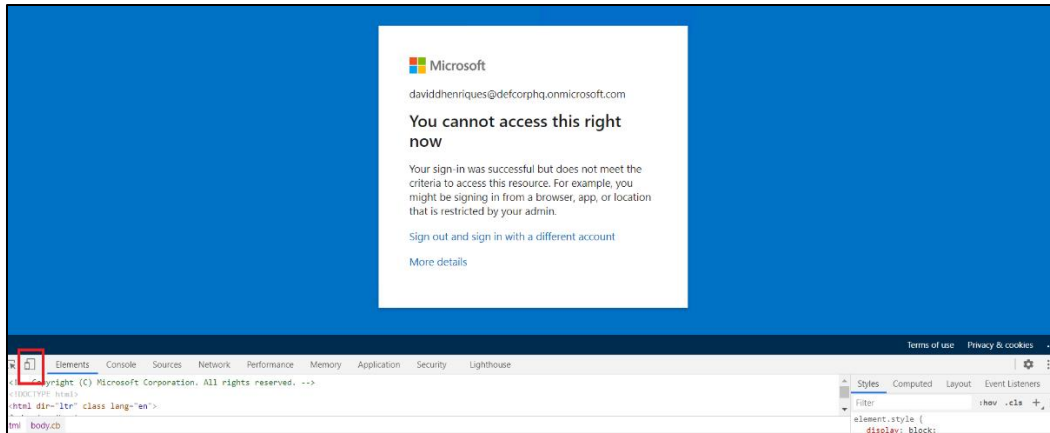 Microsoft
daviddhenriques@defcorphq.onmicrosoft.com
You cannot access this right
now
Your sign-in was successful but does not meet the
criteria to access this resource. For example, you
might be signing in from a browser, app, or location
that is restricted by your admin.
Sign out and sign in with a different account
More details
Terms of use Privacy & cookies
Elements Console Sources Network Performance Memory Application Security Lighthouse
Copyright (C) Microsoft Corporation. All rights reserved. -->
<!DOCTYPE html>
<html dir="ltr" class lang="en">
tml body.cb
Styles Computed Layout Event Listeners
Filter :hov .cls +
element.style {
display: block;